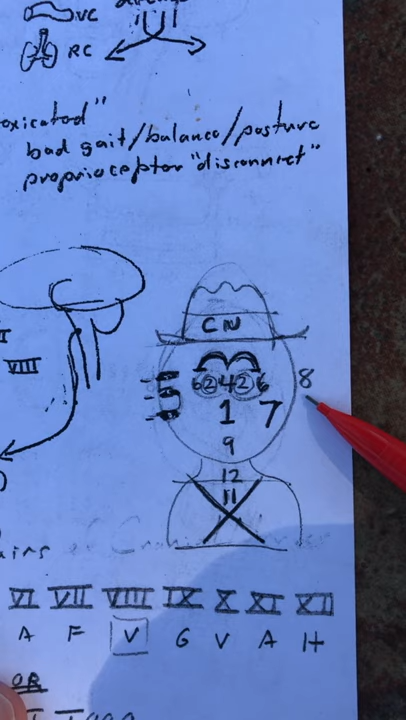 VC
RC
oxicated"
bad gait/balance/posture
proprioceptor "disconnect"
VIII
CN
6 2 4 2 6
8
5
1 7
9
12
11
VI VII VIII IX X XI XII
A F V G V A H
OR